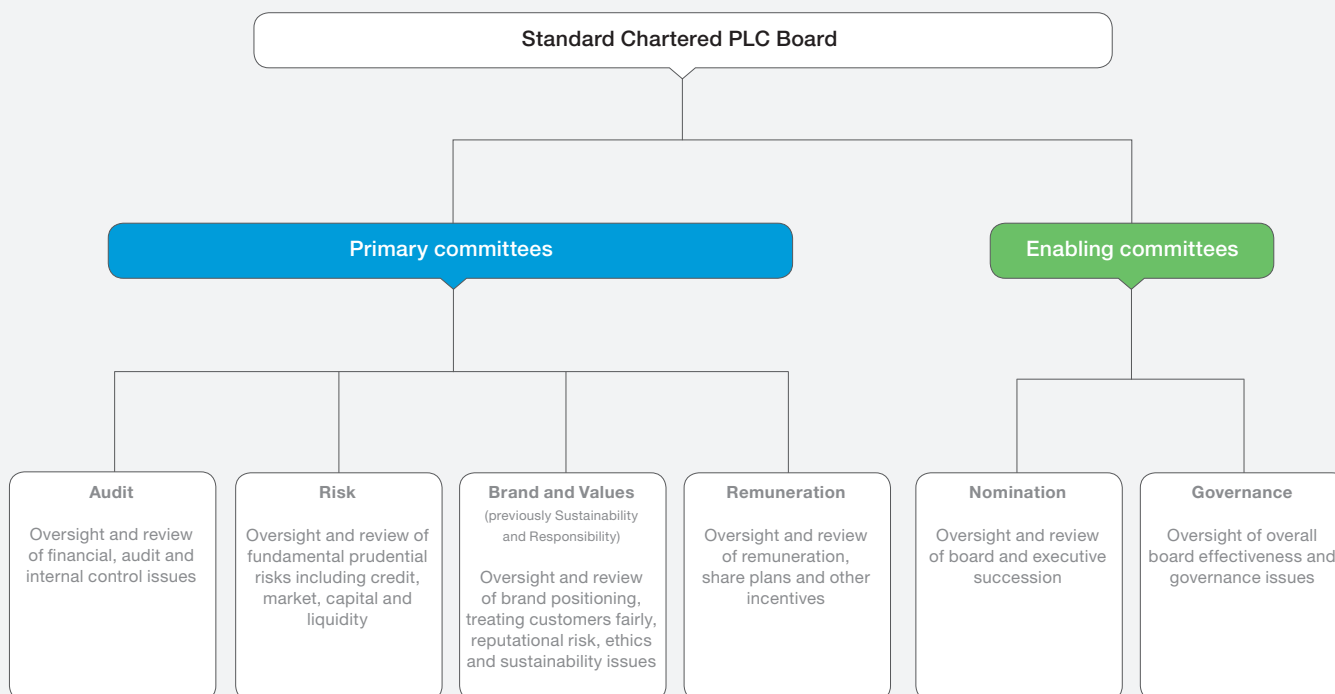 Standard Chartered PLC Board
Primary committees
Enabling committees
Audit
Oversight and review
of financial, audit and
internal control issues
Risk
Oversight and review of
fundamental prudential
risks including credit,
market, capital and
liquidity
Brand and Values
(previously Sustainability
and Responsibility)
Oversight and review
of brand positioning,
treating customers fairly,
reputational risk, ethics
and sustainability issues
Remuneration
Oversight and review
of remuneration,
share plans and other
incentives
Nomination
Oversight and review
of board and executive
succession
Governance
Oversight of overall
board effectiveness and
governance issues